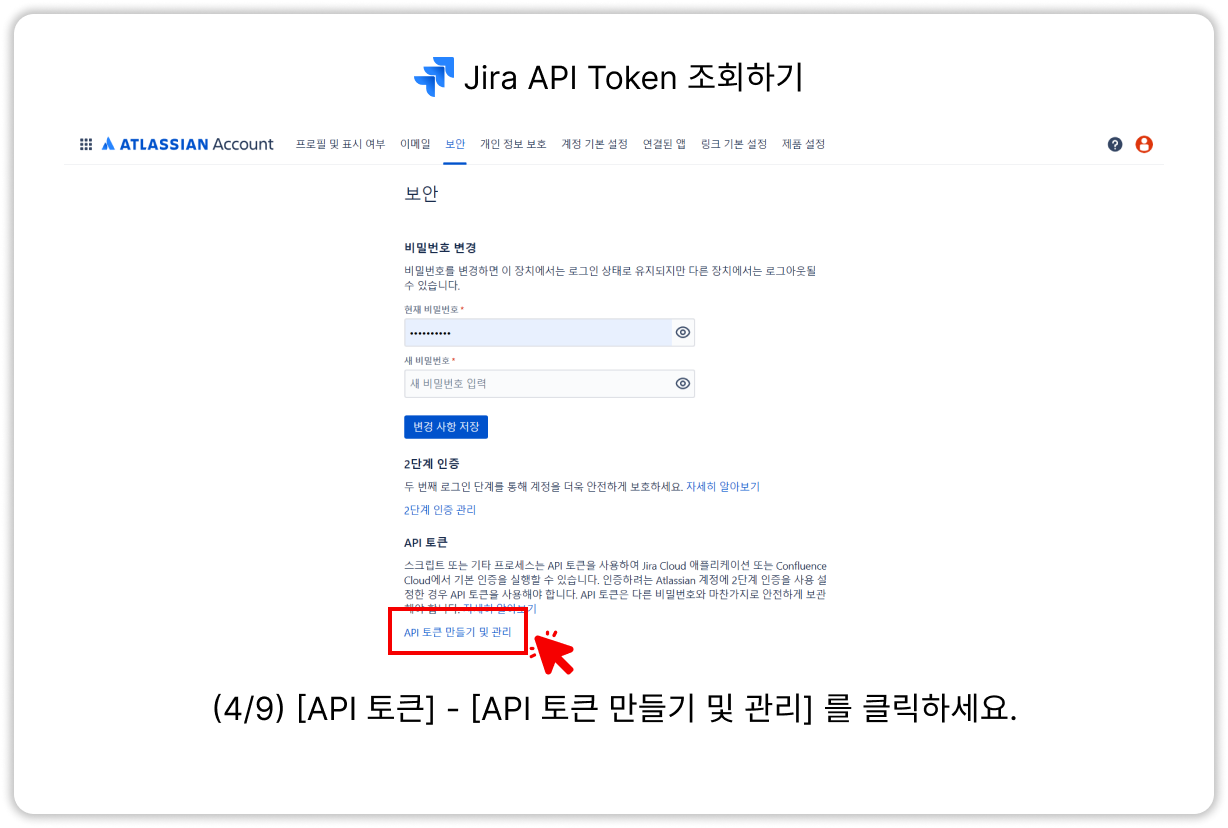 Jira API Token 조회하기
ATLASSIAN Account 프로필 및 표시 여부 이메일 보안 개인 정보 보호 계정 기본 설정 연결된 앱 링크 기본 설정 제품 설정
보안
비밀번호 변경
비밀번호를 변경하면 이 장치에서는 로그인 상태로 유지되지만 다른 장치에서는 로그아웃될
수 있습니다.
현재 비밀번호 *
••••••••••
새 비밀번호 *
새 비밀번호 입력
변경 사항 저장
2단계 인증
두 번째 로그인 단계를 통해 계정을 더욱 안전하게 보호하세요. 자세히 알아보기
2단계 인증 관리
API 토큰
스크립트 또는 기타 프로세스는 API 토큰을 사용하여 Jira Cloud 애플리케이션 또는 Confluence
Cloud에서 기본 인증을 실행할 수 있습니다. 인증하려는 Atlassian 계정에 2단계 인증을 사용 설
정한 경우 API 토큰을 사용해야 합니다. API 토큰은 다른 비밀번호와 마찬가지로 안전하게 보관
해야 합니다. 자세히 알아보기
API 토큰 만들기 및 관리
(4/9) [API 토큰] - [API 토큰 만들기 및 관리] 를 클릭하세요.